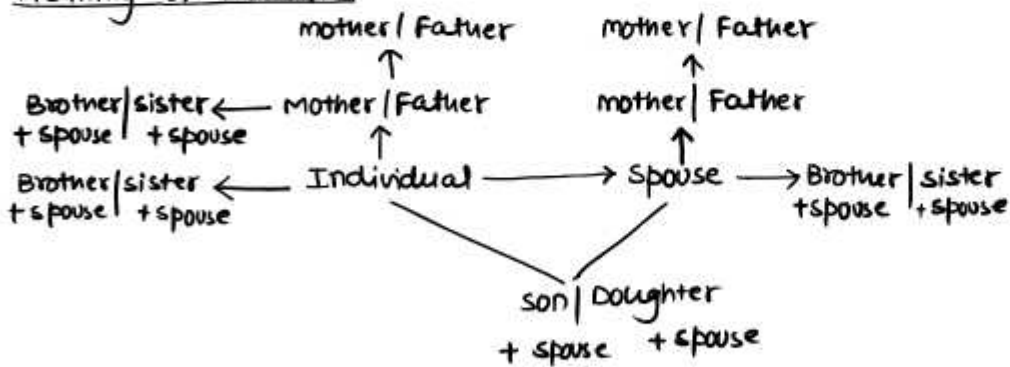 mother / Father mother / Father
Brother | sister ← Mother / Father mother | Father
+ spouse | + spouse
Brother | sister ← Individual → Spouse → Brother | sister
+ spouse | + spouse +spouse | + spouse
son | Doughter
+ spouse + spouse